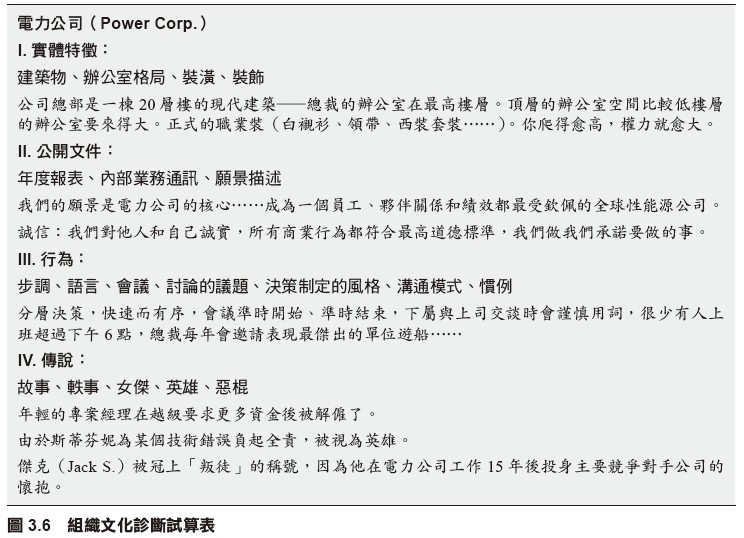 電力公司（Power Corp.）
I. 實體特徵：
建築物、辦公室格局、裝潢、裝飾
公司總部是一棟 20 層樓的現代建築──總裁的辦公室在最高樓層。頂層的辦公室空間比較低樓層
的辦公室要來得大。正式的職業裝（白襯衫、領帶、西裝套裝……）。你爬得愈高，權力就愈大。
II. 公開文件：
年度報表、內部業務通訊、願景描述
我們的願景是電力公司的核心……成為一個員工、夥伴關係和績效都最受欽佩的全球性能源公司。
誠信：我們對他人和自己誠實，所有商業行為都符合最高道德標準，我們做我們承諾要做的事。
III. 行為：
步調、語言、會議、討論的議題、決策制定的風格、溝通模式、慣例
分層決策，快速而有序，會議準時開始、準時結束，下屬與上司交談時會謹慎用詞，很少有人上
班超過下午 6 點，總裁每年會邀請表現最傑出的單位遊船……
IV. 傳說：
故事、軼事、女傑、英雄、惡棍
年輕的專業經理在越級要求更多資金後被解僱了。
由於斯蒂芬妮為某個技術錯誤負起全責，被視為英雄。
傑克（Jack S.）被冠上「叛徒」的稱號，因為他在電力公司工作 15 年後投身主要競爭對手公司的
懷抱。
圖 3.6　組織文化診斷試算表